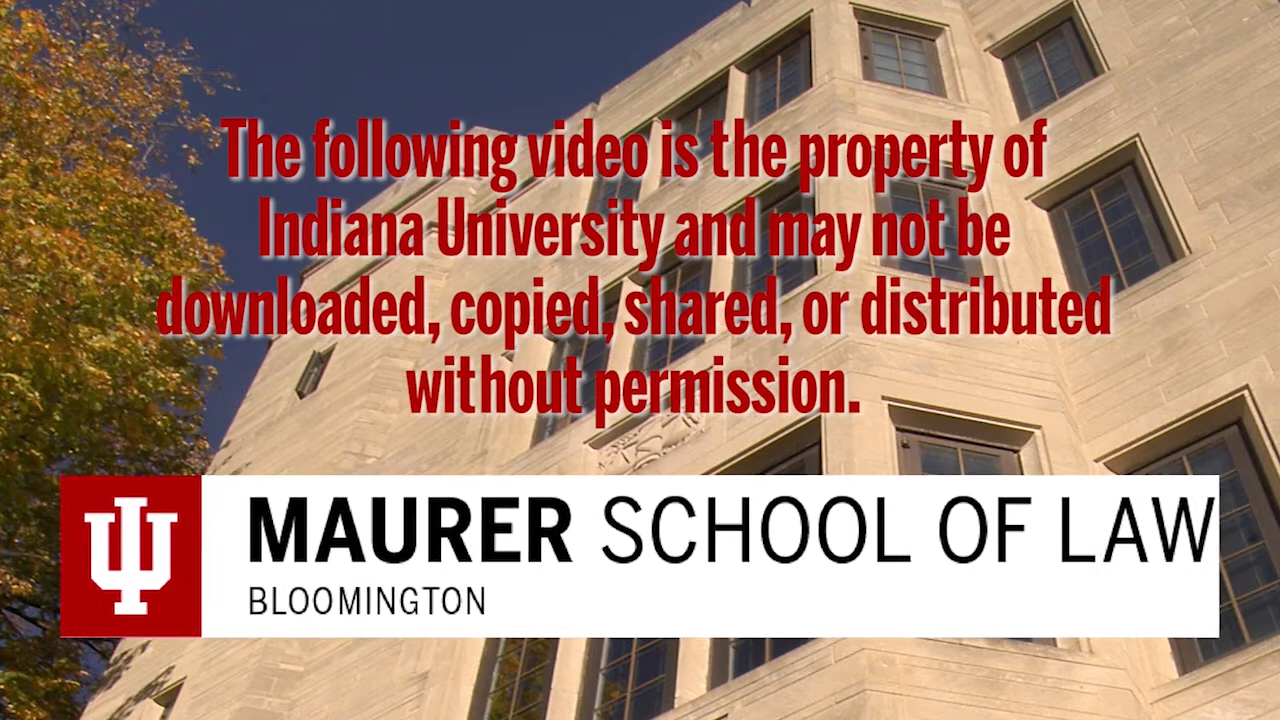 The following video is the property of
Indiana University and may not be
downloaded, copied, shared, or distributed
without permission.
MAURER SCHOOL OF LAW
BLOOMINGTON